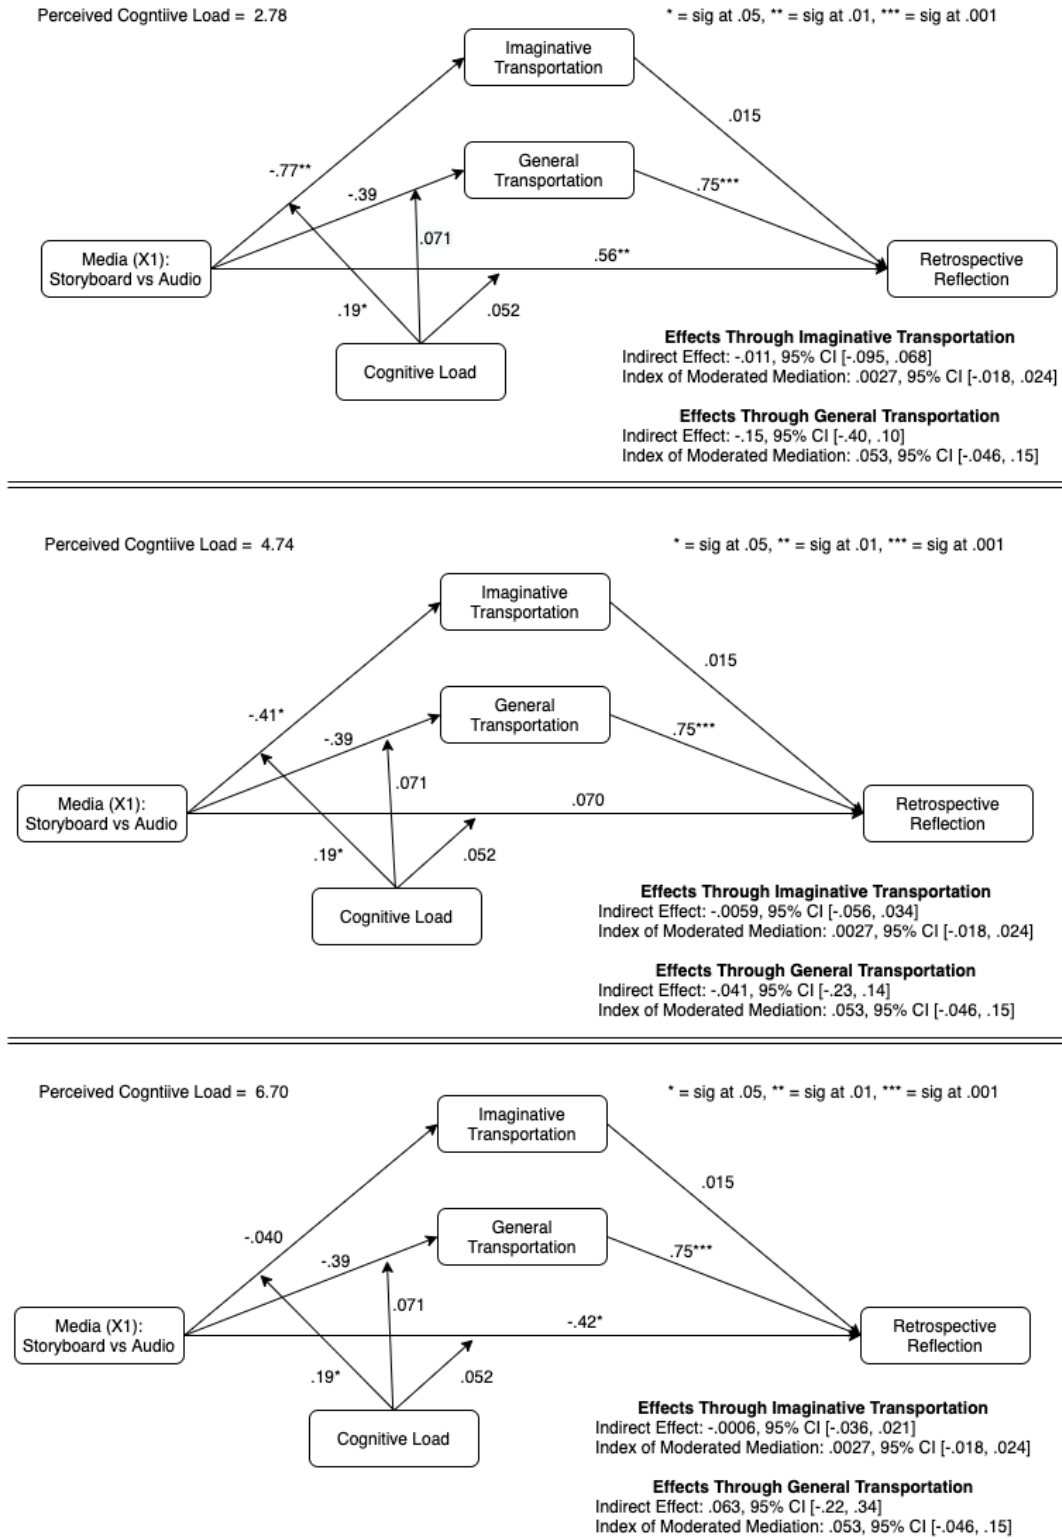 Perceived Cogntiive Load = 2.78
* = sig at .05, ** = sig at .01, *** = sig at .001
Imaginative
Transportation
.015
-.77**
General
Transportation
-.39
.75***
.071
.56**
Media (X1):
Storyboard vs Audio
Retrospective
Reflection
.19*
.052
Cognitive Load
Effects Through Imaginative Transportation
Indirect Effect: -.011, 95% CI [-.095, .068]
Index of Moderated Mediation: .0027, 95% CI [-.018, .024]
Effects Through General Transportation
Indirect Effect: -.15, 95% CI [-.40, .10]
Index of Moderated Mediation: .053, 95% CI [-.046, .15]
Perceived Cogntiive Load = 4.74
* = sig at .05, ** = sig at .01, *** = sig at .001
Imaginative
Transportation
.015
-.41*
General
Transportation
-.39
.75***
.071
.070
Media (X1):
Storyboard vs Audio
Retrospective
Reflection
.19*
.052
Cognitive Load
Effects Through Imaginative Transportation
Indirect Effect: -.0059, 95% CI [-.056, .034]
Index of Moderated Mediation: .0027, 95% CI [-.018, .024]
Effects Through General Transportation
Indirect Effect: -.041, 95% CI [-.23, .14]
Index of Moderated Mediation: .053, 95% CI [-.046, .15]
Perceived Cogntiive Load = 6.70
* = sig at .05, ** = sig at .01, *** = sig at .001
Imaginative
Transportation
.015
-.040
General
Transportation
-.39
.75***
.071
-.42*
Media (X1):
Storyboard vs Audio
Retrospective
Reflection
.19*
.052
Cognitive Load
Effects Through Imaginative Transportation
Indirect Effect: -.0006, 95% CI [-.036, .021]
Index of Moderated Mediation: .0027, 95% CI [-.018, .024]
Effects Through General Transportation
Indirect Effect: .063, 95% CI [-.22, .34]
Index of Moderated Mediation: .053, 95% CI [-.046, .15]